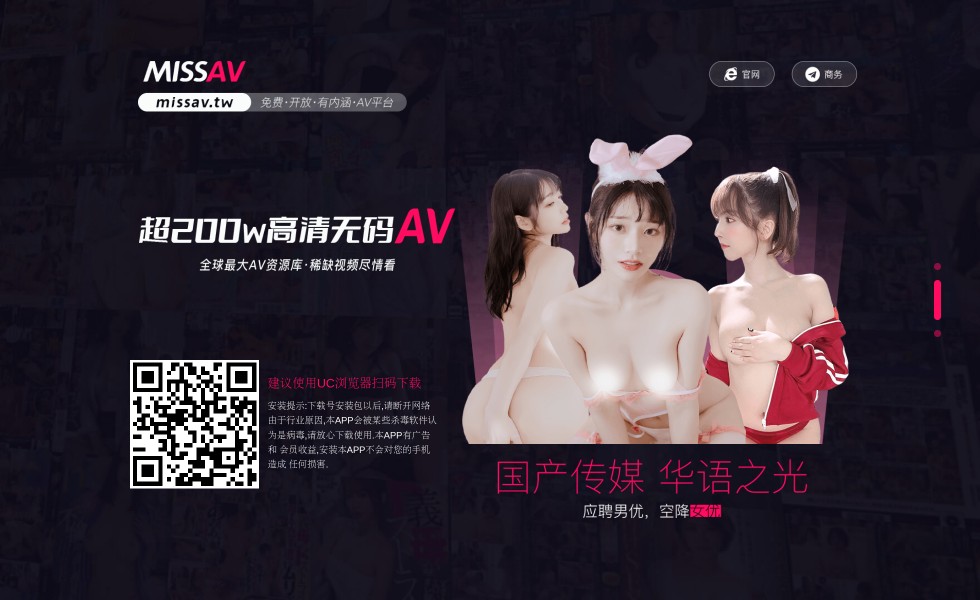 MISSAV
missav.tw
免费·开放·有内涵·AV平台
官网
商务
超200w高清无码AV
全球最大AV资源库·稀缺视频尽情看
建议使用UC浏览器扫码下载
安装提示:下载号安装包以后,请断开网络
由于行业原因,本APP会被某些杀毒软件认
为是病毒,请放心下载使用.本APP有广告
和 会员收益,安装本APP不会对您的手机
造成 任何损害.
国产传媒 华语之光
应聘男优，空降女优